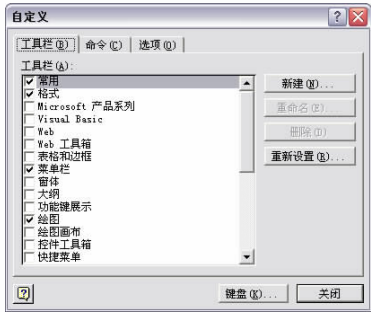 自定义
工具栏(B) 命令(C) 选项(O)
工具栏(A):
常用
格式
Microsoft 产品系列
Visual Basic
Web
Web 工具箱
表格和边框
菜单栏
窗体
大纲
功能键展示
绘图
绘图画布
控件工具箱
快捷菜单
新建(N)...
重命名(E)...
删除(D)
重新设置(R)...
键盘(K)...
关闭